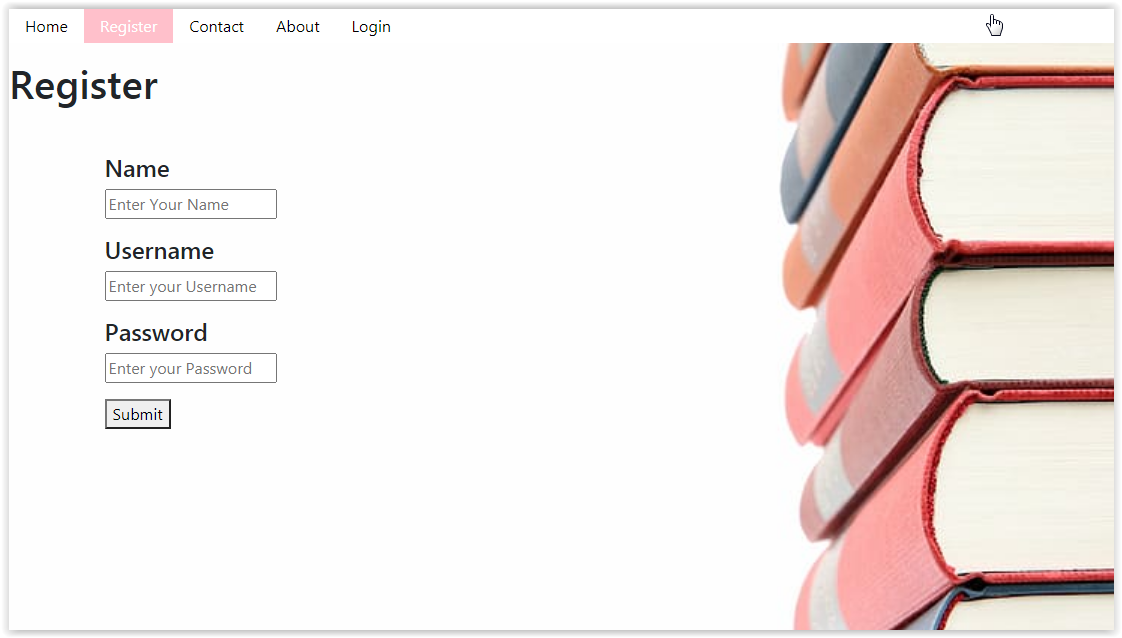 Home Register Contact About Login
Register
Name
Enter Your Name
Username
Enter your Username
Password
Enter your Password
Submit